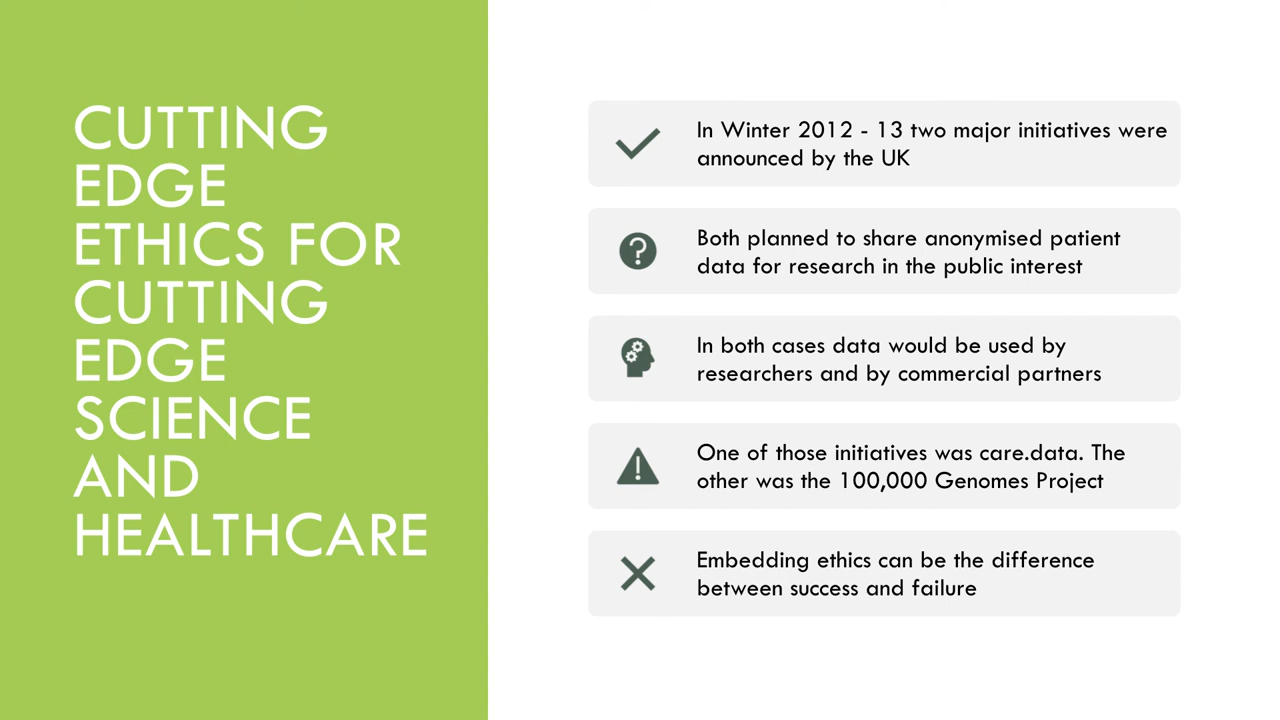 CUTTING
EDGE
ETHICS FOR
CUTTING
EDGE
SCIENCE
AND
HEALTHCARE
In Winter 2012 - 13 two major initiatives were
announced by the UK
Both planned to share anonymised patient
data for research in the public interest
In both cases data would be used by
researchers and by commercial partners
One of those initiatives was care.data. The
other was the 100,000 Genomes Project
Embedding ethics can be the difference
between success and failure